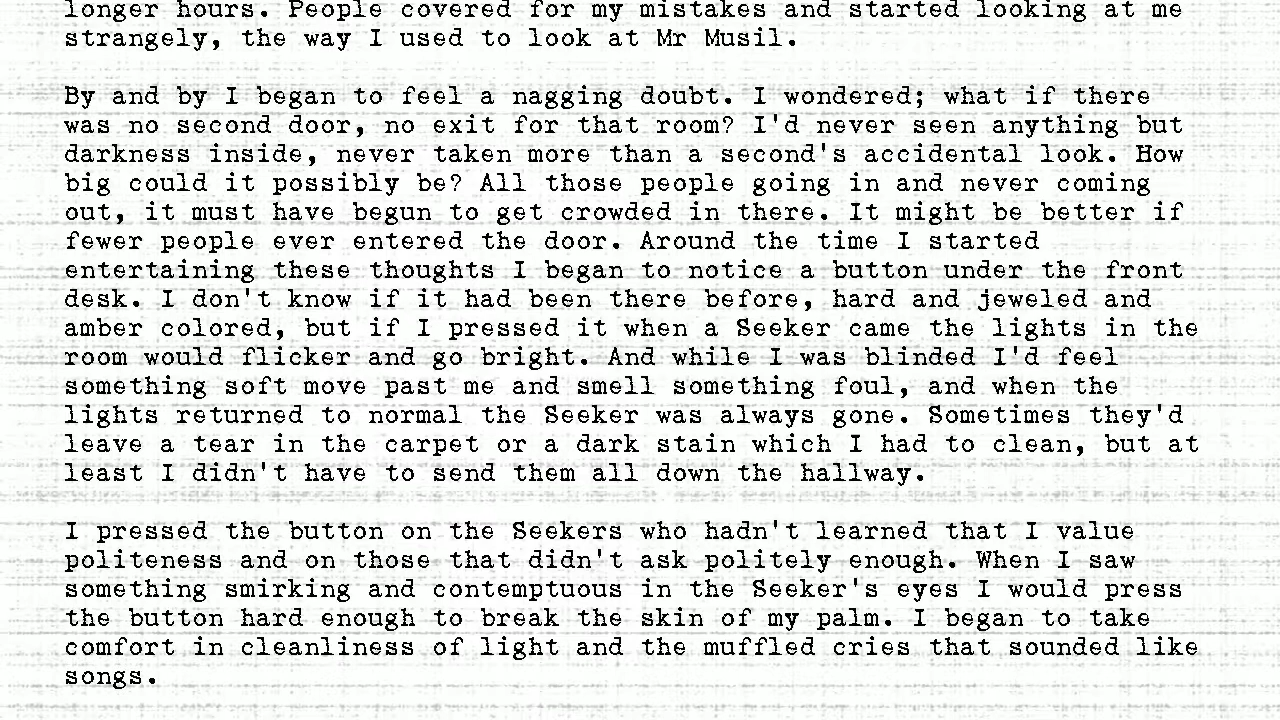 longer hours. People covered for my mistakes and started looking at me
strangely, the way I used to look at Mr Musil.
By and by I began to feel a nagging doubt. I wondered; what if there
was no second door, no exit for that room? I'd never seen anything but
darkness inside, never taken more than a second's accidental look. How
big could it possibly be? All those people going in and never coming
out, it must have begun to get crowded in there. It might be better if
fewer people ever entered the door. Around the time I started
entertaining these thoughts I began to notice a button under the front
desk. I don't know if it had been there before, hard and jeweled and
amber colored, but if I pressed it when a Seeker came the lights in the
room would flicker and go bright. And while I was blinded I'd feel
something soft move past me and smell something foul, and when the
lights returned to normal the Seeker was always gone. Sometimes they'd
leave a tear in the carpet or a dark stain which I had to clean, but at
least I didn't have to send them all down the hallway.
I pressed the button on the Seekers who hadn't learned that I value
politeness and on those that didn't ask politely enough. When I saw
something smirking and contemptuous in the Seeker's eyes I would press
the button hard enough to break the skin of my palm. I began to take
comfort in cleanliness of light and the muffled cries that sounded like
songs.